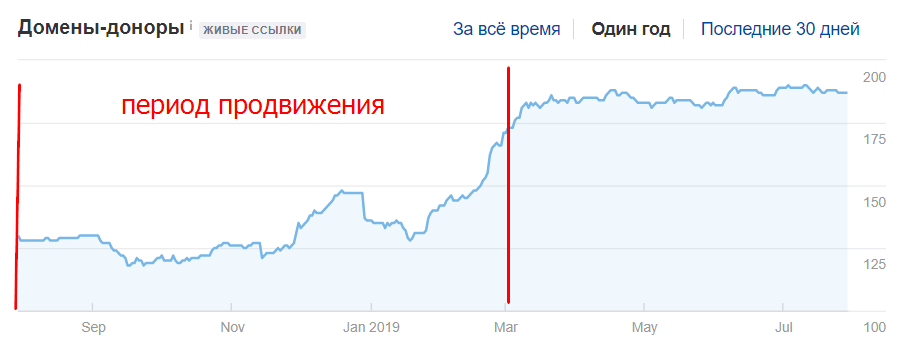 Домены-доноры i ЖИВЫЕ ССЫЛКИ За всё время Один год Последние 30 дней
период продвижения
200
175
150
125
100
Sep Nov Jan 2019 Mar May Jul